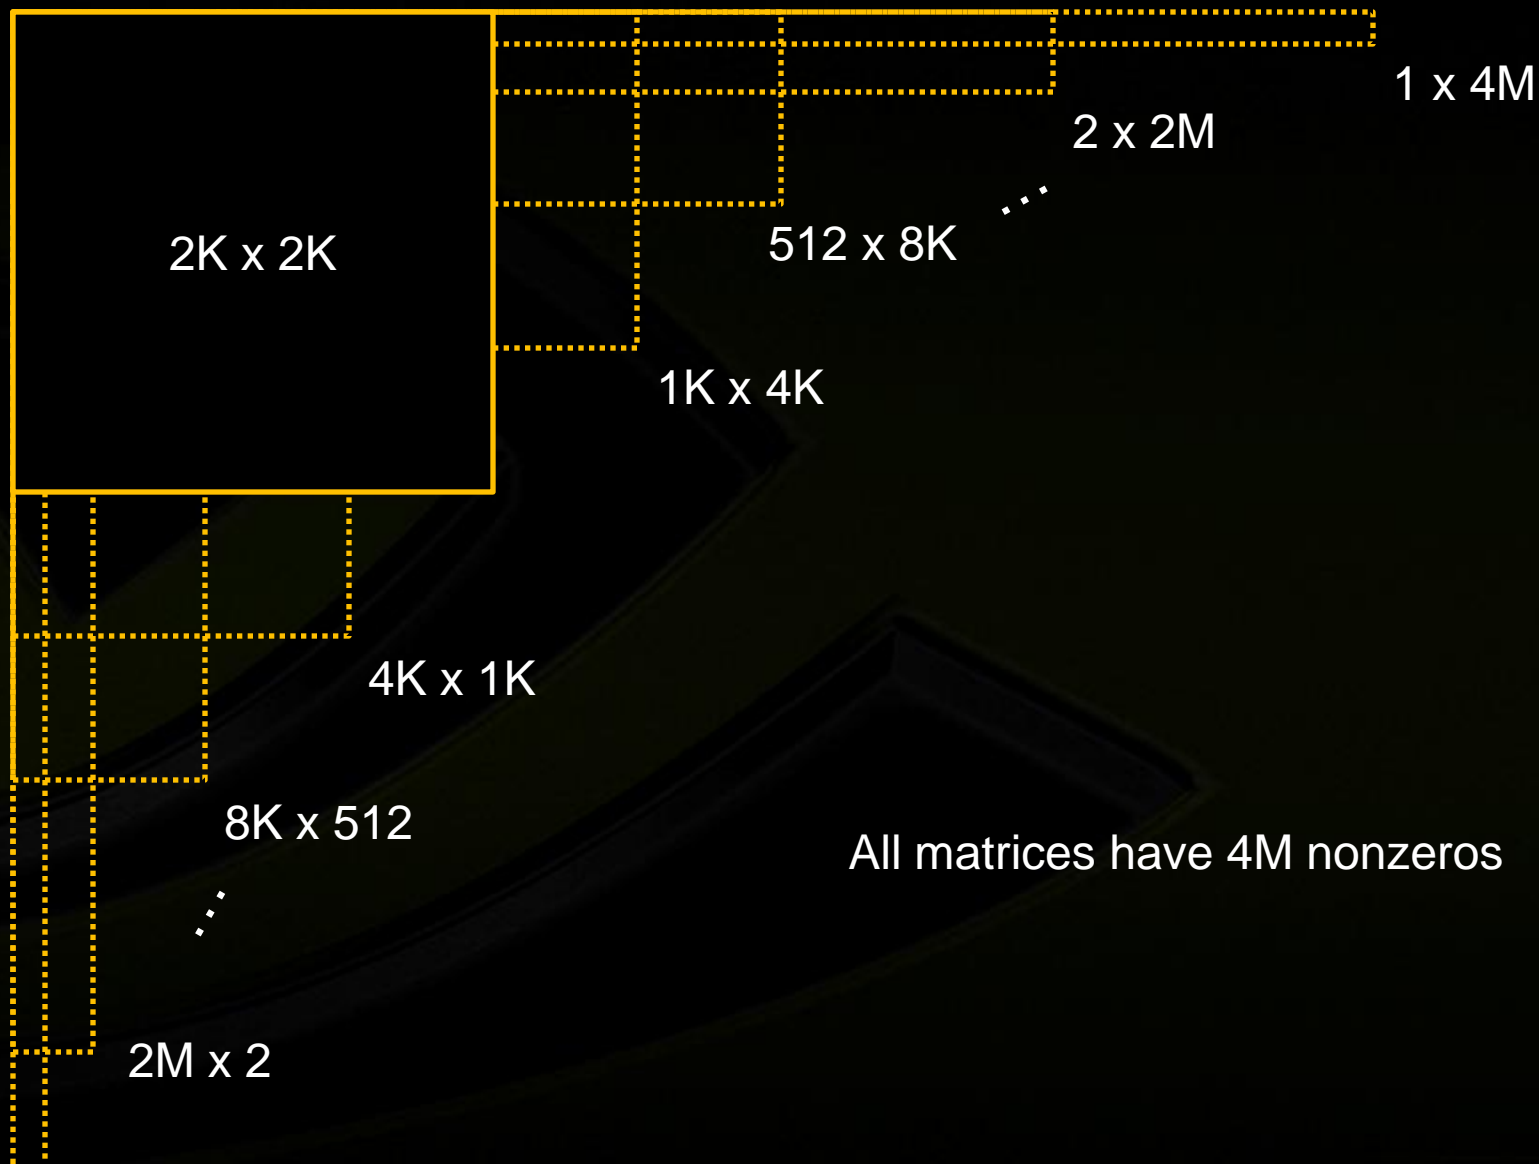 1 x 4M
2 x 2M
512 x 8K
2K x 2K
1K x 4K
4K x 1K
8K x 512
All matrices have 4M nonzeros
2M x 2